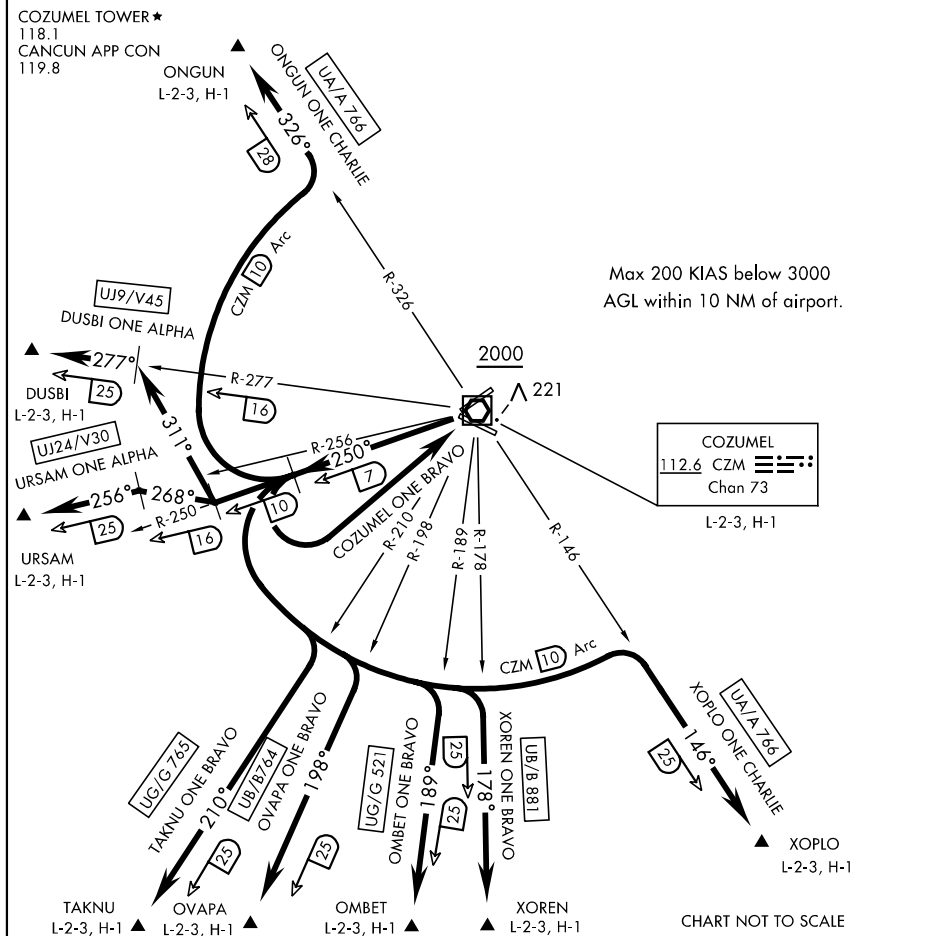 COZUMEL TOWER★
118.1
CANCUN APP CON
119.8
ONGUN
L-2-3, H-1
ONGUN ONE CHARLIE
UA/A 766
326°
28
CZM 10 Arc
R-326
Max 200 KIAS below 3000
AGL within 10 NM of airport.
UJ9/V45
DUSBI ONE ALPHA
277°
25
DUSBI
L-2-3, H-1
R-277
16
2000
221
311°
UJ24/V30
URSAM ONE ALPHA
R-256
250°
7
256°
268°
R-250
25
16
10
URSAM
L-2-3, H-1
COZUMEL ONE BRAVO
COZUMEL
112.6 CZM
Chan 73
L-2-3, H-1
R-210
R-198
R-189
R-178
R-146
CZM 10 Arc
UG/G 765
TAKNU ONE BRAVO
210°
25
UB/B764
OVAPA ONE BRAVO
198°
25
UG/G 521
OMBET ONE BRAVO
189°
25
25
178°
XOREN ONE BRAVO
UB/B 881
146°
25
XOPLO ONE CHARLIE
UA/A 766
XOPLO
L-2-3, H-1
TAKNU
L-2-3, H-1
OVAPA
L-2-3, H-1
OMBET
L-2-3, H-1
XOREN
L-2-3, H-1
CHART NOT TO SCALE